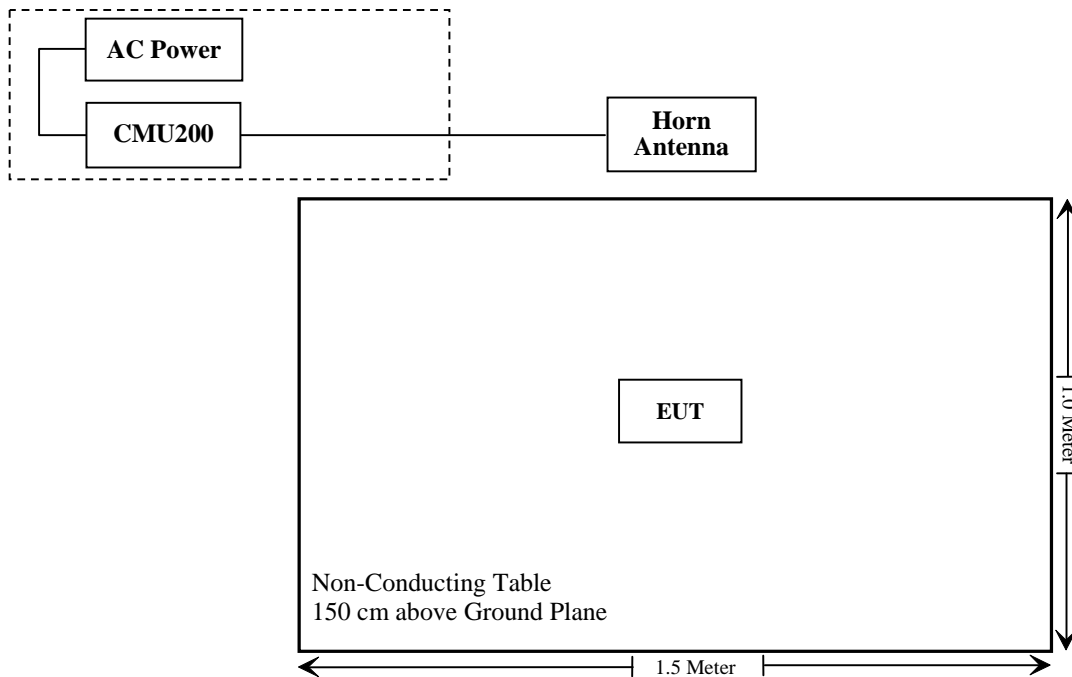 AC Power
CMU200
Horn
Antenna
EUT
1.0 Meter
Non-Conducting Table
150 cm above Ground Plane
1.5 Meter